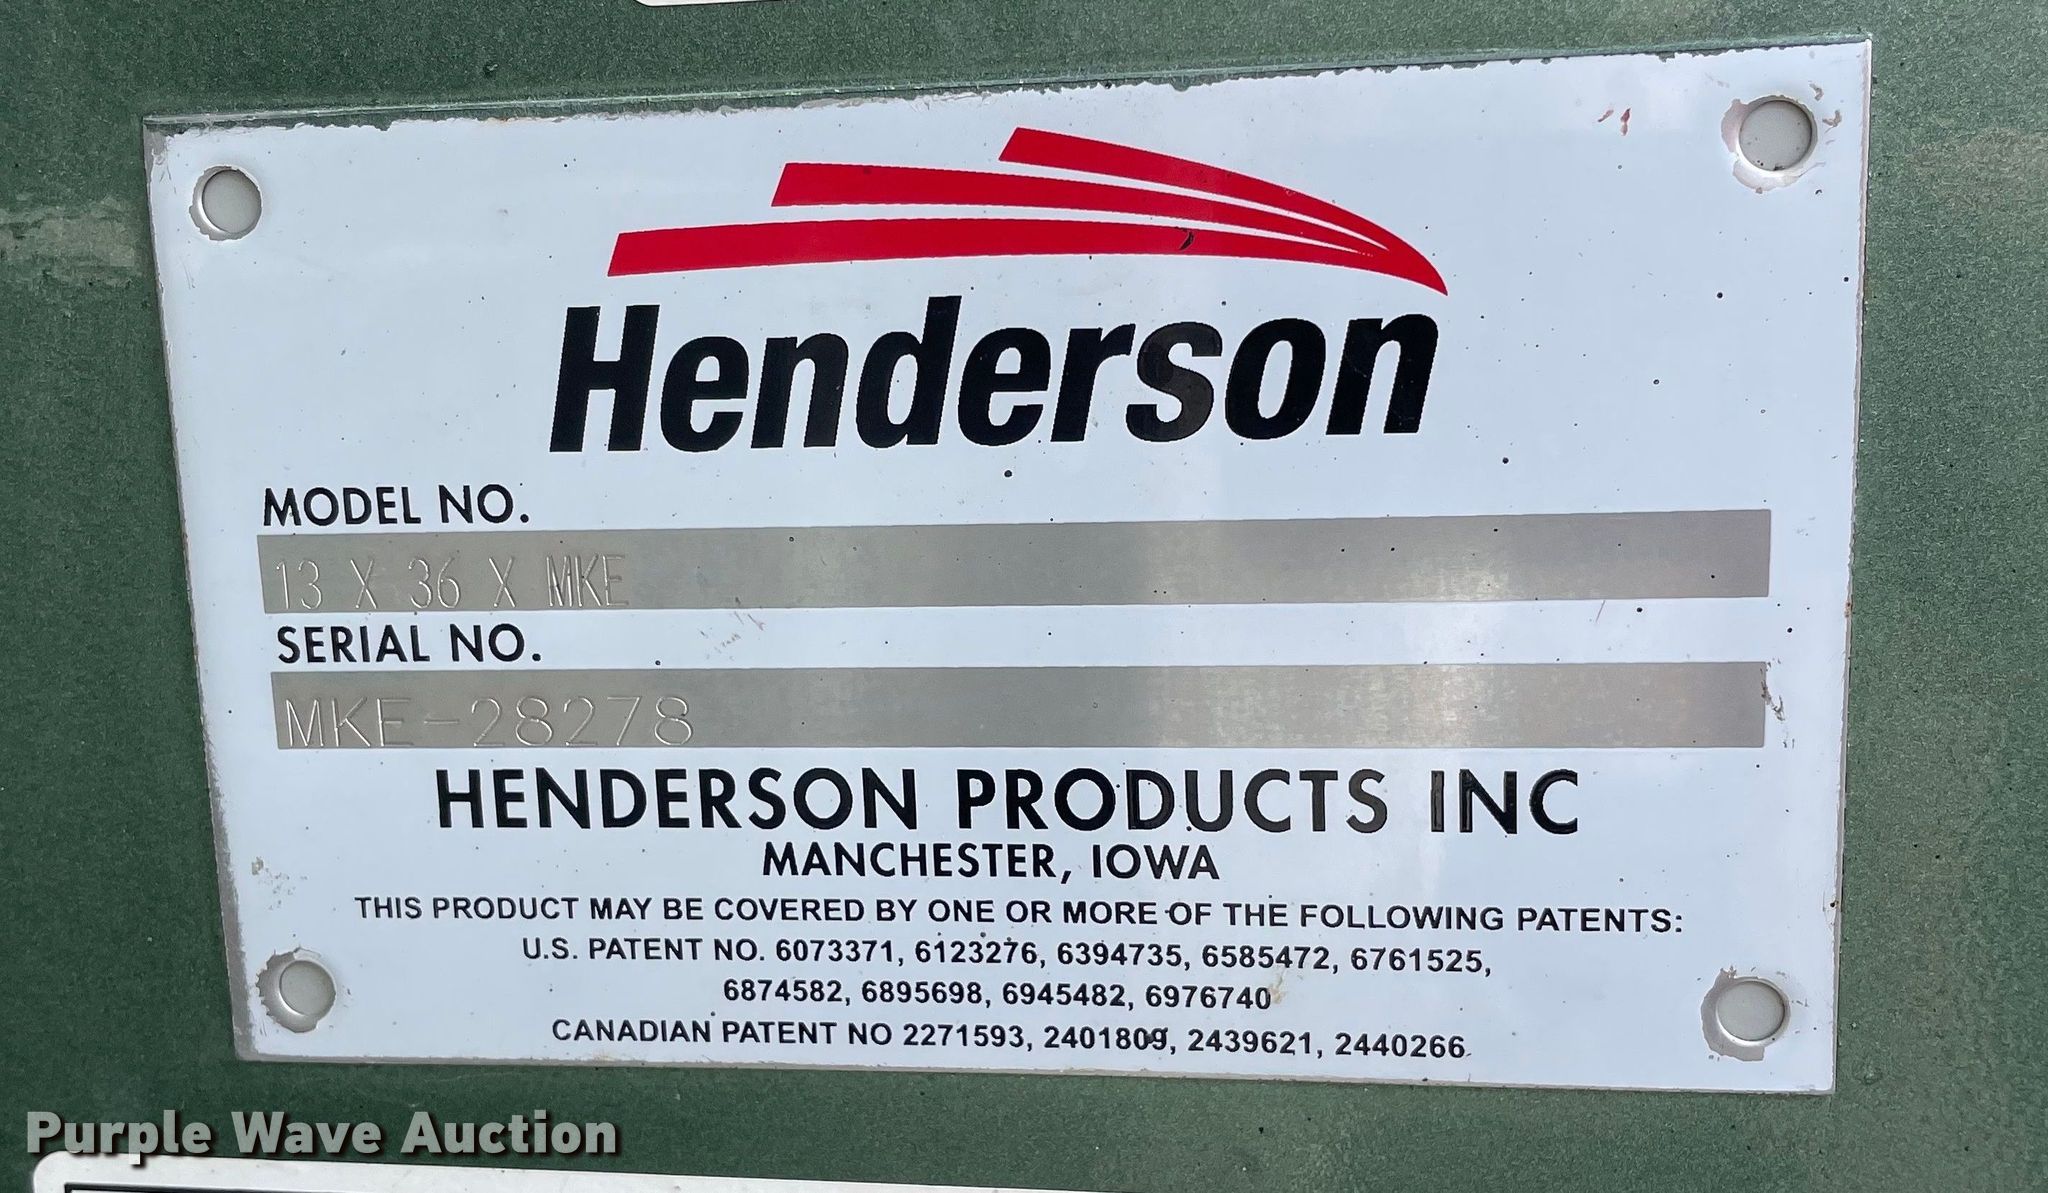 Henderson
MODEL NO.
13 X 36 X MKE
SERIAL NO.
MKE-28278
HENDERSON PRODUCTS INC
MANCHESTER, IOWA
THIS PRODUCT MAY BE COVERED BY ONE OR MORE OF THE FOLLOWING PATENTS:
U.S. PATENT NO. 6073371, 6123276, 6394735, 6585472, 6761525,
6874582, 6895698, 6945482, 6976740
CANADIAN PATENT NO 2271593, 2401809, 2439621, 2440266
Purple Wave Auction